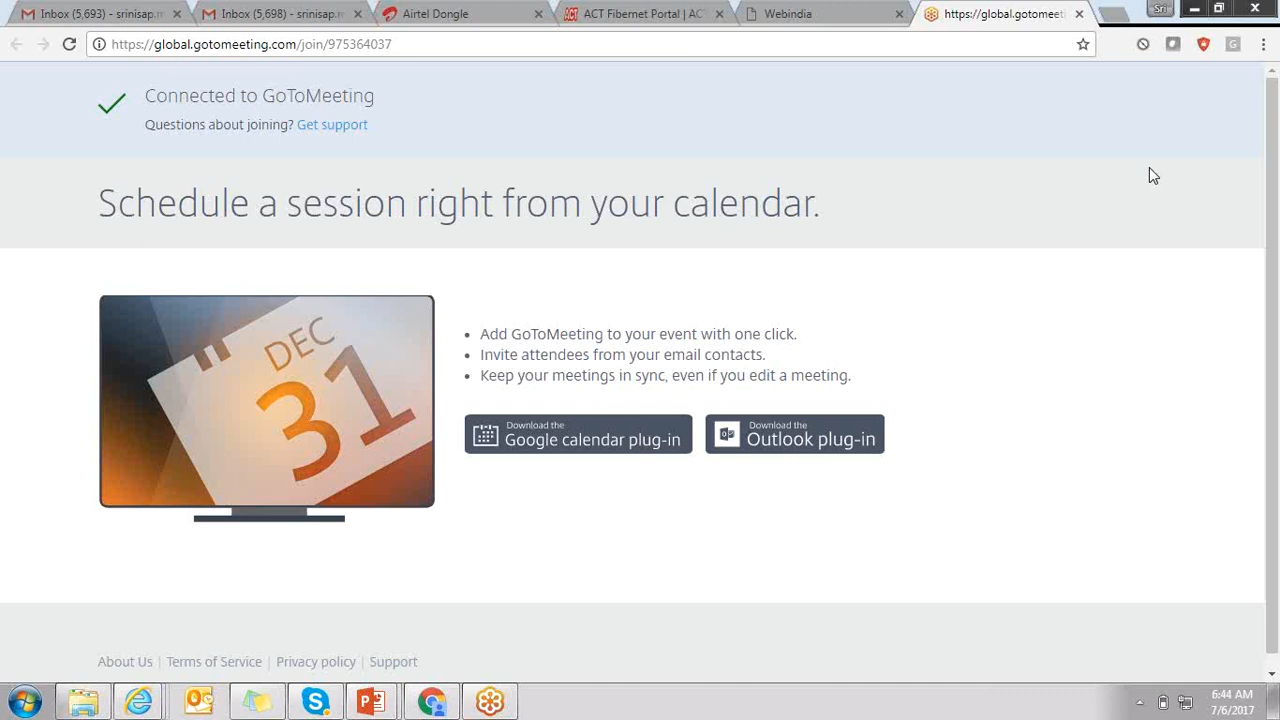 Inbox (5,693) - srinisap.m
Inbox (5,698) - srinisap.m
Airtel Dongle
ACT Fibernet Portal | AC
Webindia
https://global.gotomeeti
Sri
https://global.gotomeeting.com/join/975364037
Connected to GoToMeeting
Questions about joining? Get support
Schedule a session right from your calendar.
DEC
31
• Add GoToMeeting to your event with one click.
• Invite attendees from your email contacts.
• Keep your meetings in sync, even if you edit a meeting.
Download the
Google calendar plug-in
Download the
Outlook plug-in
About Us | Terms of Service | Privacy policy | Support
6:44 AM
7/6/2017